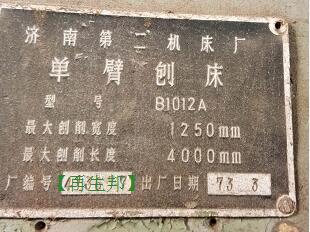 济南第二机床厂
单臂刨床
型号 B1012A
最大刨削宽度 1250mm
最大刨削长度 4000mm
厂编号【再生邦】出厂日期 73 3